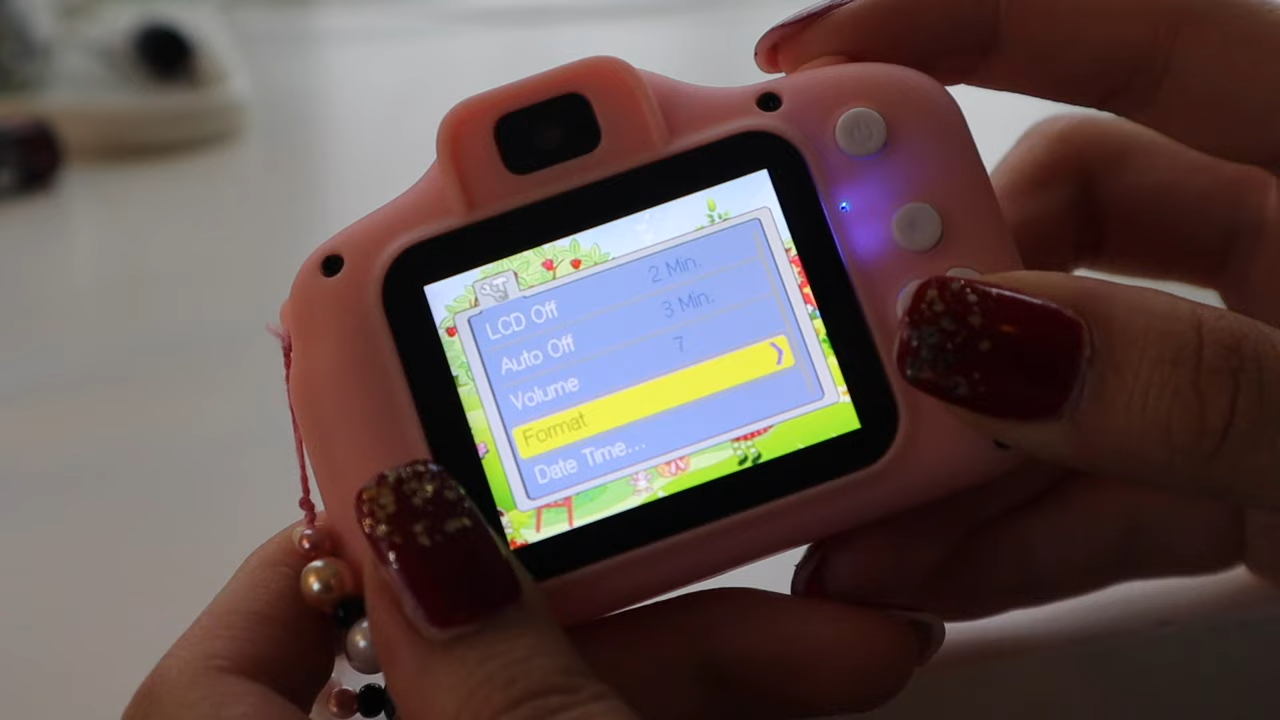 LCD Off 2 Min.
Auto Off 3 Min.
Volume 7
Format
Date Time...